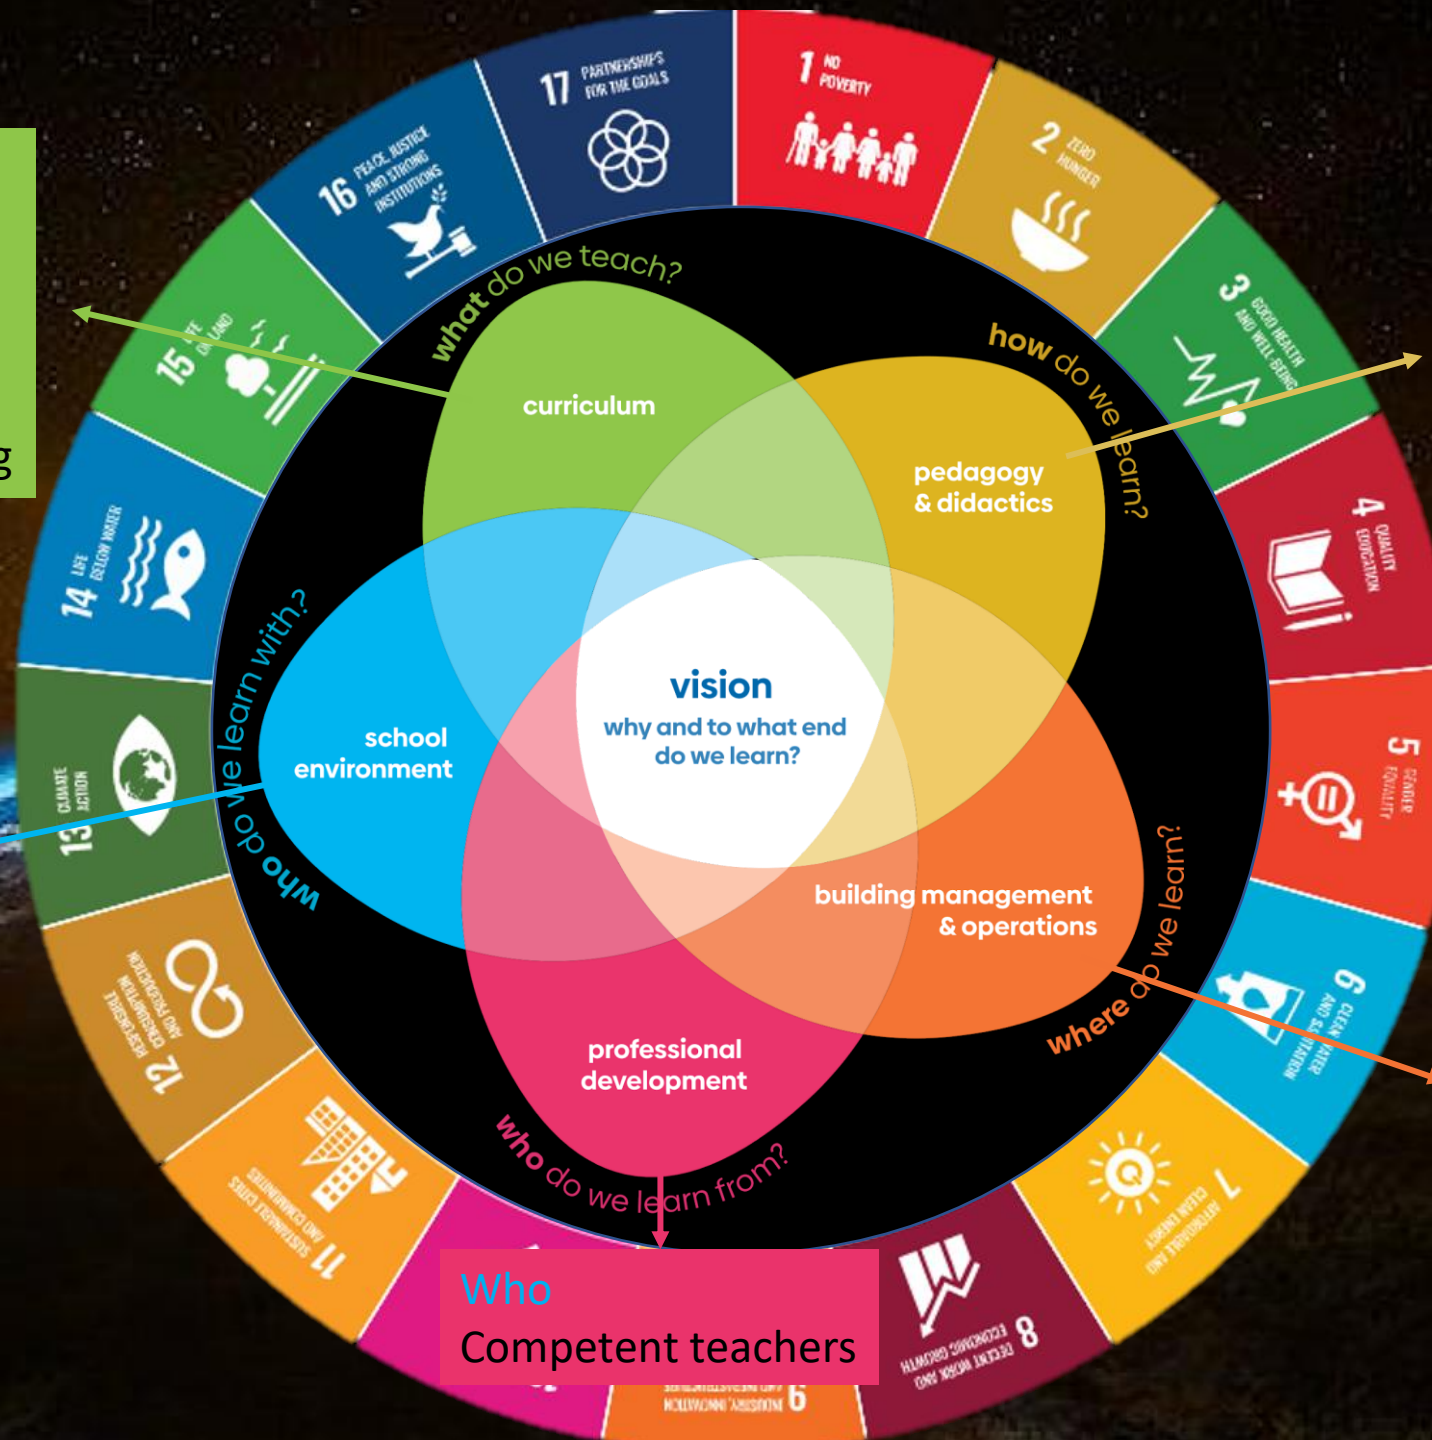 17 PARTNERSHIPS
FOR THE GOALS
1 NO
POVERTY
2 ZERO
HUNGER
3 GOOD HEALTH
AND WELL-BEING
4 QUALITY
EDUCATION
5 GENDER
EQUALITY
6 CLEAN WATER
AND SANITATION
7 AFFORDABLE AND
CLEAN ENERGY
8 DECENT WORK AND
ECONOMIC GROWTH
9 INDUSTRY, INNOVATION
AND INFRASTRUCTURE
11 SUSTAINABLE CITIES
AND COMMUNITIES
12 RESPONSIBLE
CONSUMPTION
AND PRODUCTION
13 CLIMATE
ACTION
14 LIFE
BELOW WATER
15 LIFE
ON LAND
16 PEACE, JUSTICE
AND STRONG
INSTITUTIONS
g
what do we teach?
curriculum
how do we learn?
pedagogy
& didactics
vision
why and to what end
do we learn?
who do we learn with?
school
environment
where do we learn?
building management
& operations
professional
development
who do we learn from?
Who
Competent teachers